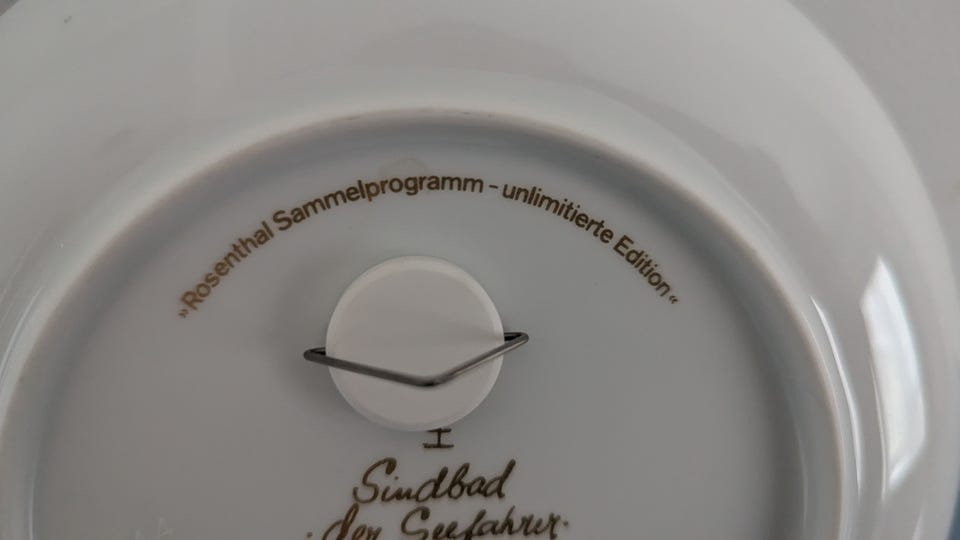 »Rosenthal Sammelprogramm - unlimitierte Edition«
I
Sindbad
·der Seefahrer·